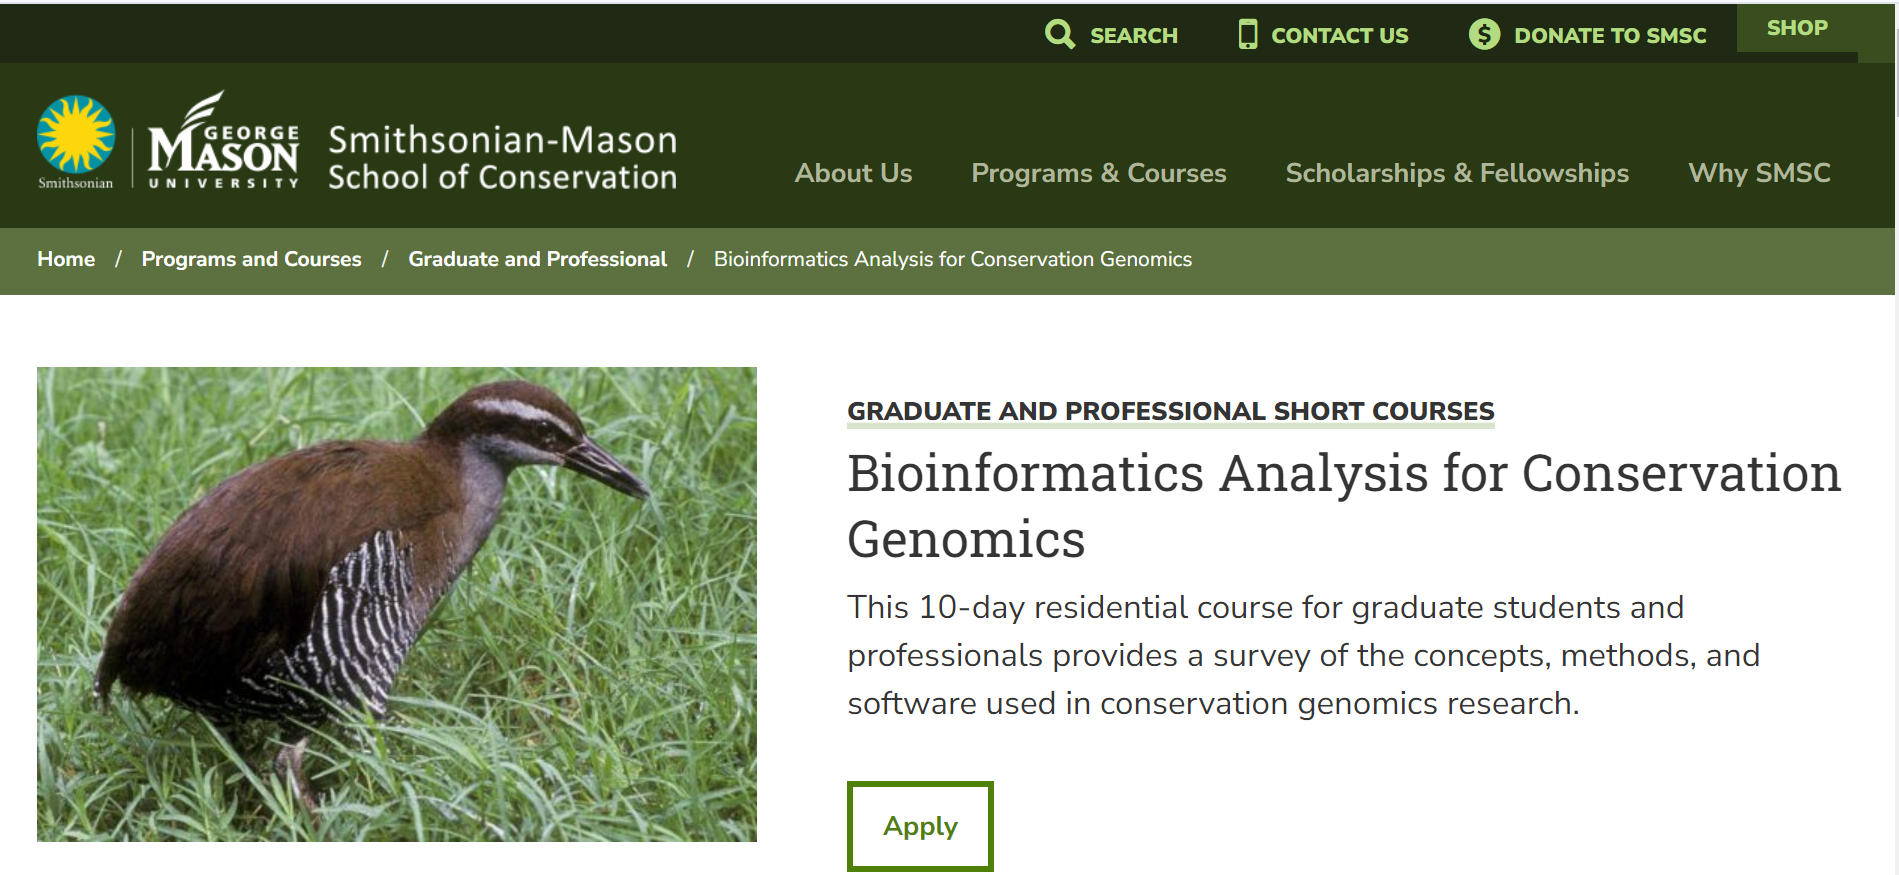 SEARCH
CONTACT US
DONATE TO SMSC
SHOP
Smithsonian
GEORGE
MASON
UNIVERSITY
Smithsonian-Mason
School of Conservation
About Us
Programs & Courses
Scholarships & Fellowships
Why SMSC
Home / Programs and Courses / Graduate and Professional / Bioinformatics Analysis for Conservation Genomics
GRADUATE AND PROFESSIONAL SHORT COURSES
Bioinformatics Analysis for Conservation
Genomics
This 10-day residential course for graduate students and
professionals provides a survey of the concepts, methods, and
software used in conservation genomics research.
Apply